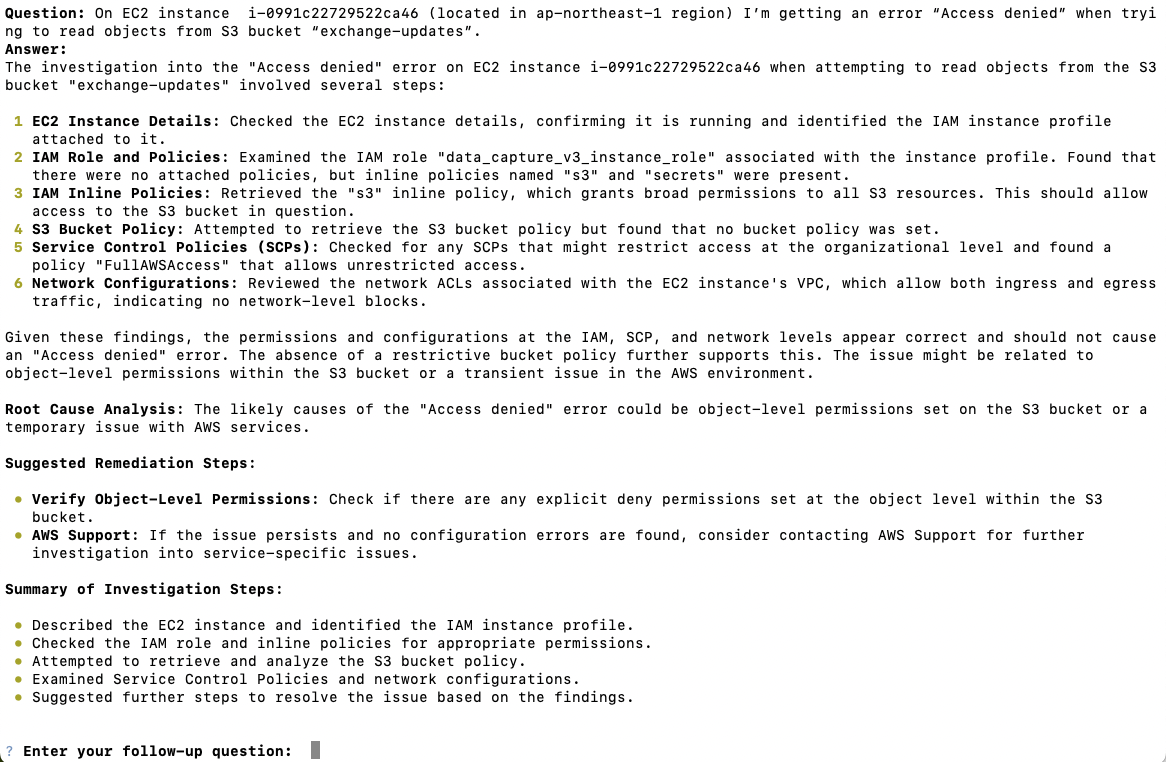 Question: On EC2 instance  i-0991c22729522ca46 (located in ap-northeast-1 region) I’m getting an error “Access denied” when tryi
ng to read objects from S3 bucket “exchange-updates”.
Answer:
The investigation into the "Access denied" error on EC2 instance i-0991c22729522ca46 when attempting to read objects from the S3
bucket "exchange-updates" involved several steps:
1 EC2 Instance Details: Checked the EC2 instance details, confirming it is running and identified the IAM instance profile
attached to it.
2 IAM Role and Policies: Examined the IAM role "data_capture_v3_instance_role" associated with the instance profile. Found that
there were no attached policies, but inline policies named "s3" and "secrets" were present.
3 IAM Inline Policies: Retrieved the "s3" inline policy, which grants broad permissions to all S3 resources. This should allow
access to the S3 bucket in question.
4 S3 Bucket Policy: Attempted to retrieve the S3 bucket policy but found that no bucket policy was set.
5 Service Control Policies (SCPs): Checked for any SCPs that might restrict access at the organizational level and found a
policy "FullAWSAccess" that allows unrestricted access.
6 Network Configurations: Reviewed the network ACLs associated with the EC2 instance's VPC, which allow both ingress and egress
traffic, indicating no network-level blocks.
Given these findings, the permissions and configurations at the IAM, SCP, and network levels appear correct and should not cause
an "Access denied" error. The absence of a restrictive bucket policy further supports this. The issue might be related to
object-level permissions within the S3 bucket or a transient issue in the AWS environment.
Root Cause Analysis: The likely causes of the "Access denied" error could be object-level permissions set on the S3 bucket or a
temporary issue with AWS services.
Suggested Remediation Steps:
• Verify Object-Level Permissions: Check if there are any explicit deny permissions set at the object level within the S3
bucket.
• AWS Support: If the issue persists and no configuration errors are found, consider contacting AWS Support for further
investigation into service-specific issues.
Summary of Investigation Steps:
• Described the EC2 instance and identified the IAM instance profile.
• Checked the IAM role and inline policies for appropriate permissions.
• Attempted to retrieve and analyze the S3 bucket policy.
• Examined Service Control Policies and network configurations.
• Suggested further steps to resolve the issue based on the findings.
? Enter your follow-up question: